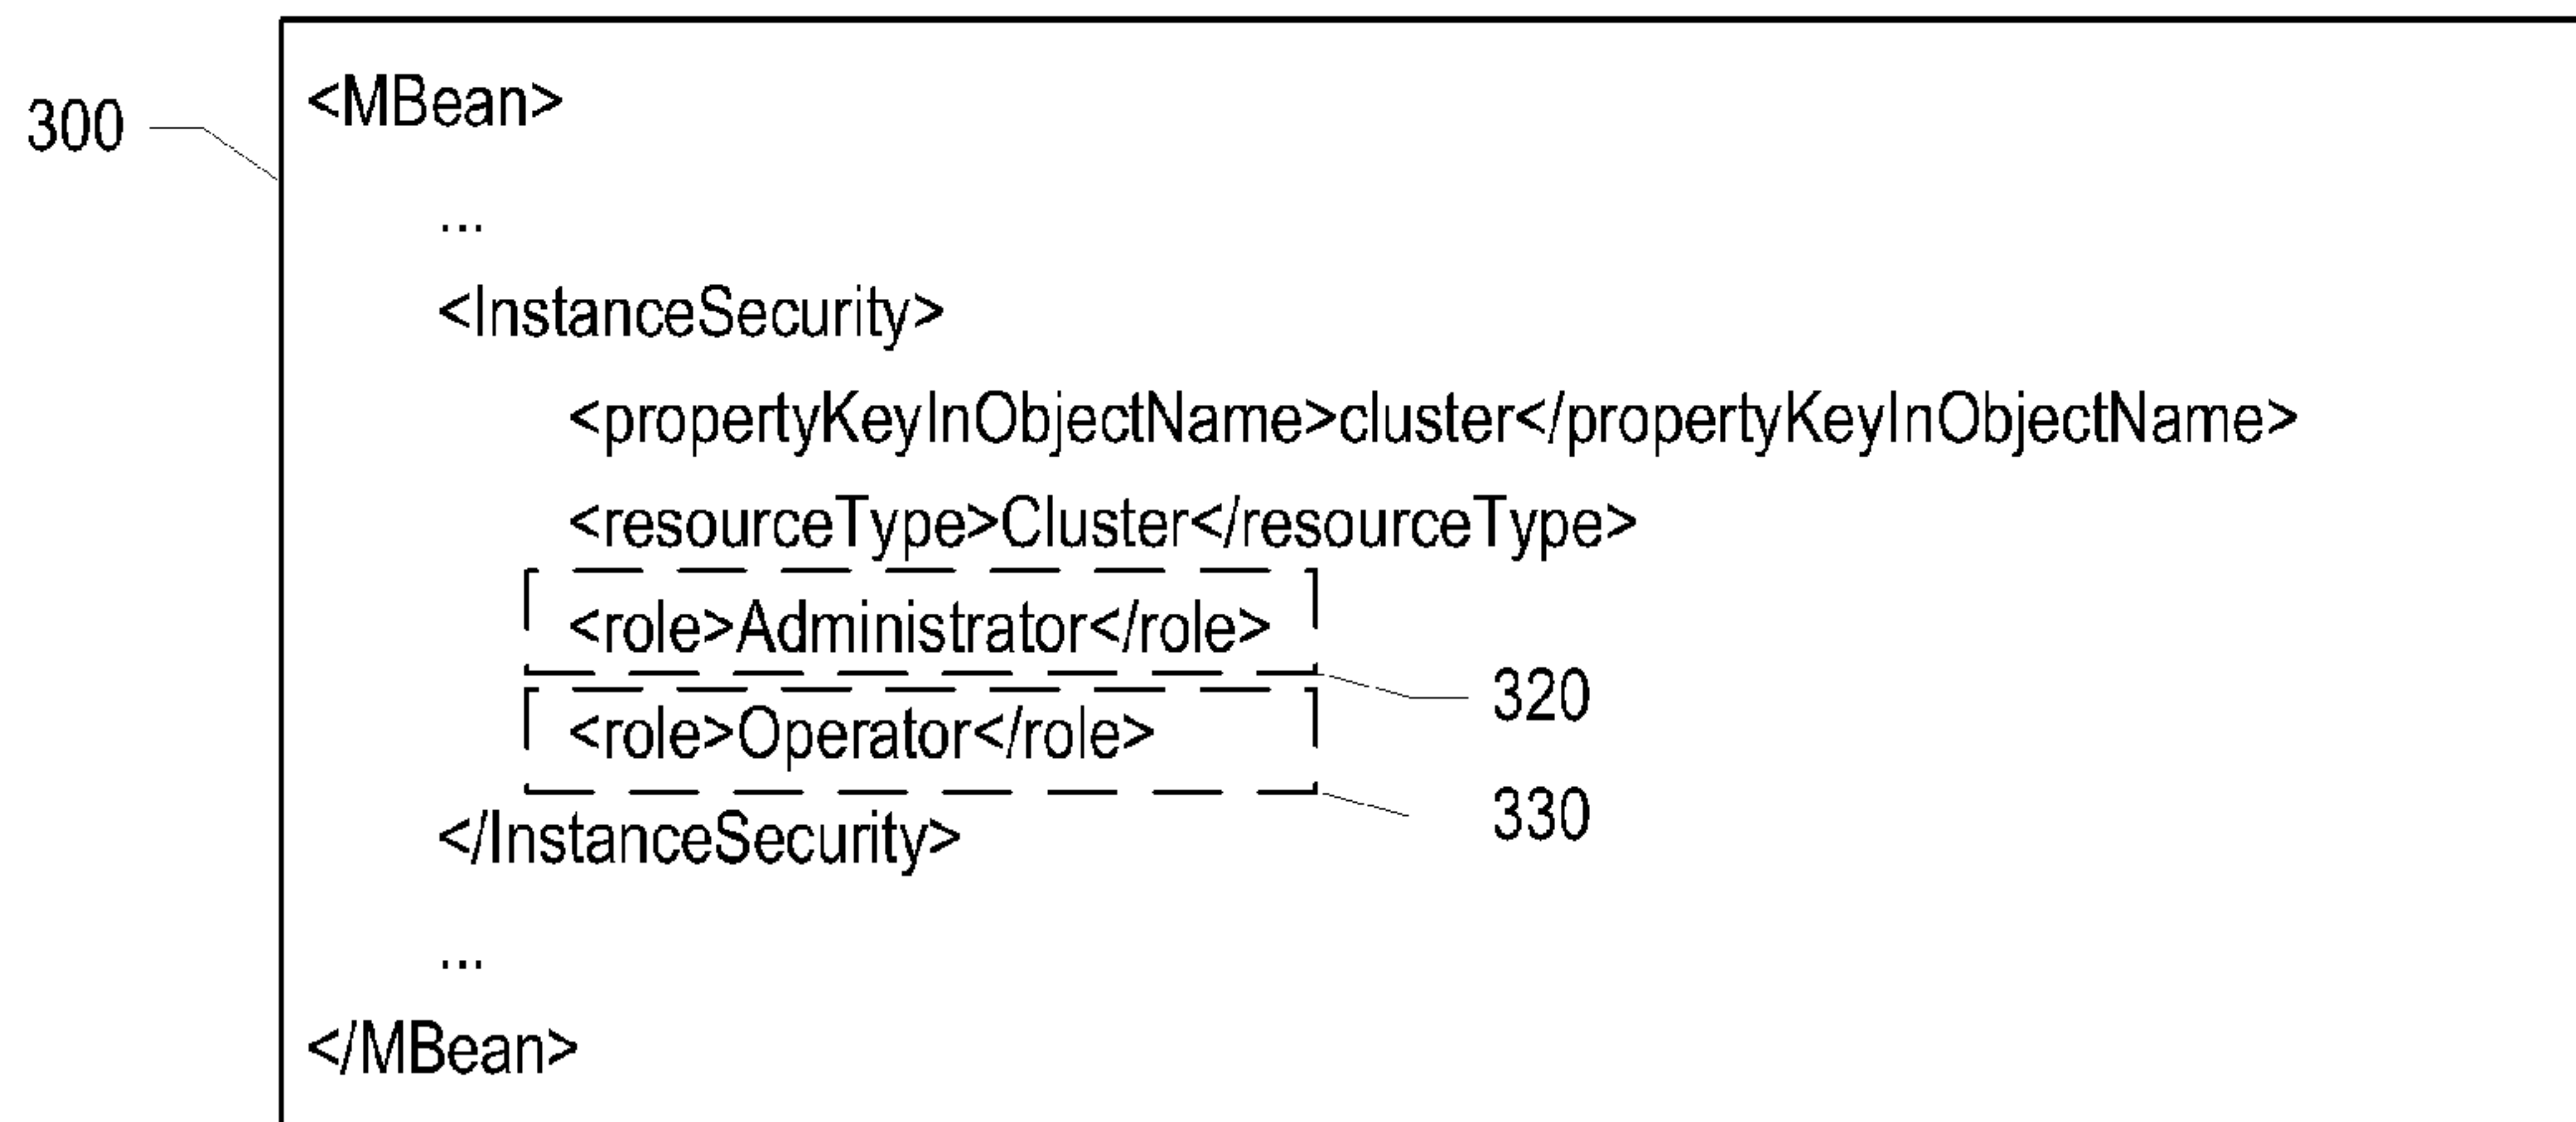 300
<MBean>
...
<InstanceSecurity>
<propertyKeyInObjectName>cluster</propertyKeyInObjectName>
<resourceType>Cluster</resourceType>
<role>Administrator</role>
320
<role>Operator</role>
330
</InstanceSecurity>
...
</MBean>